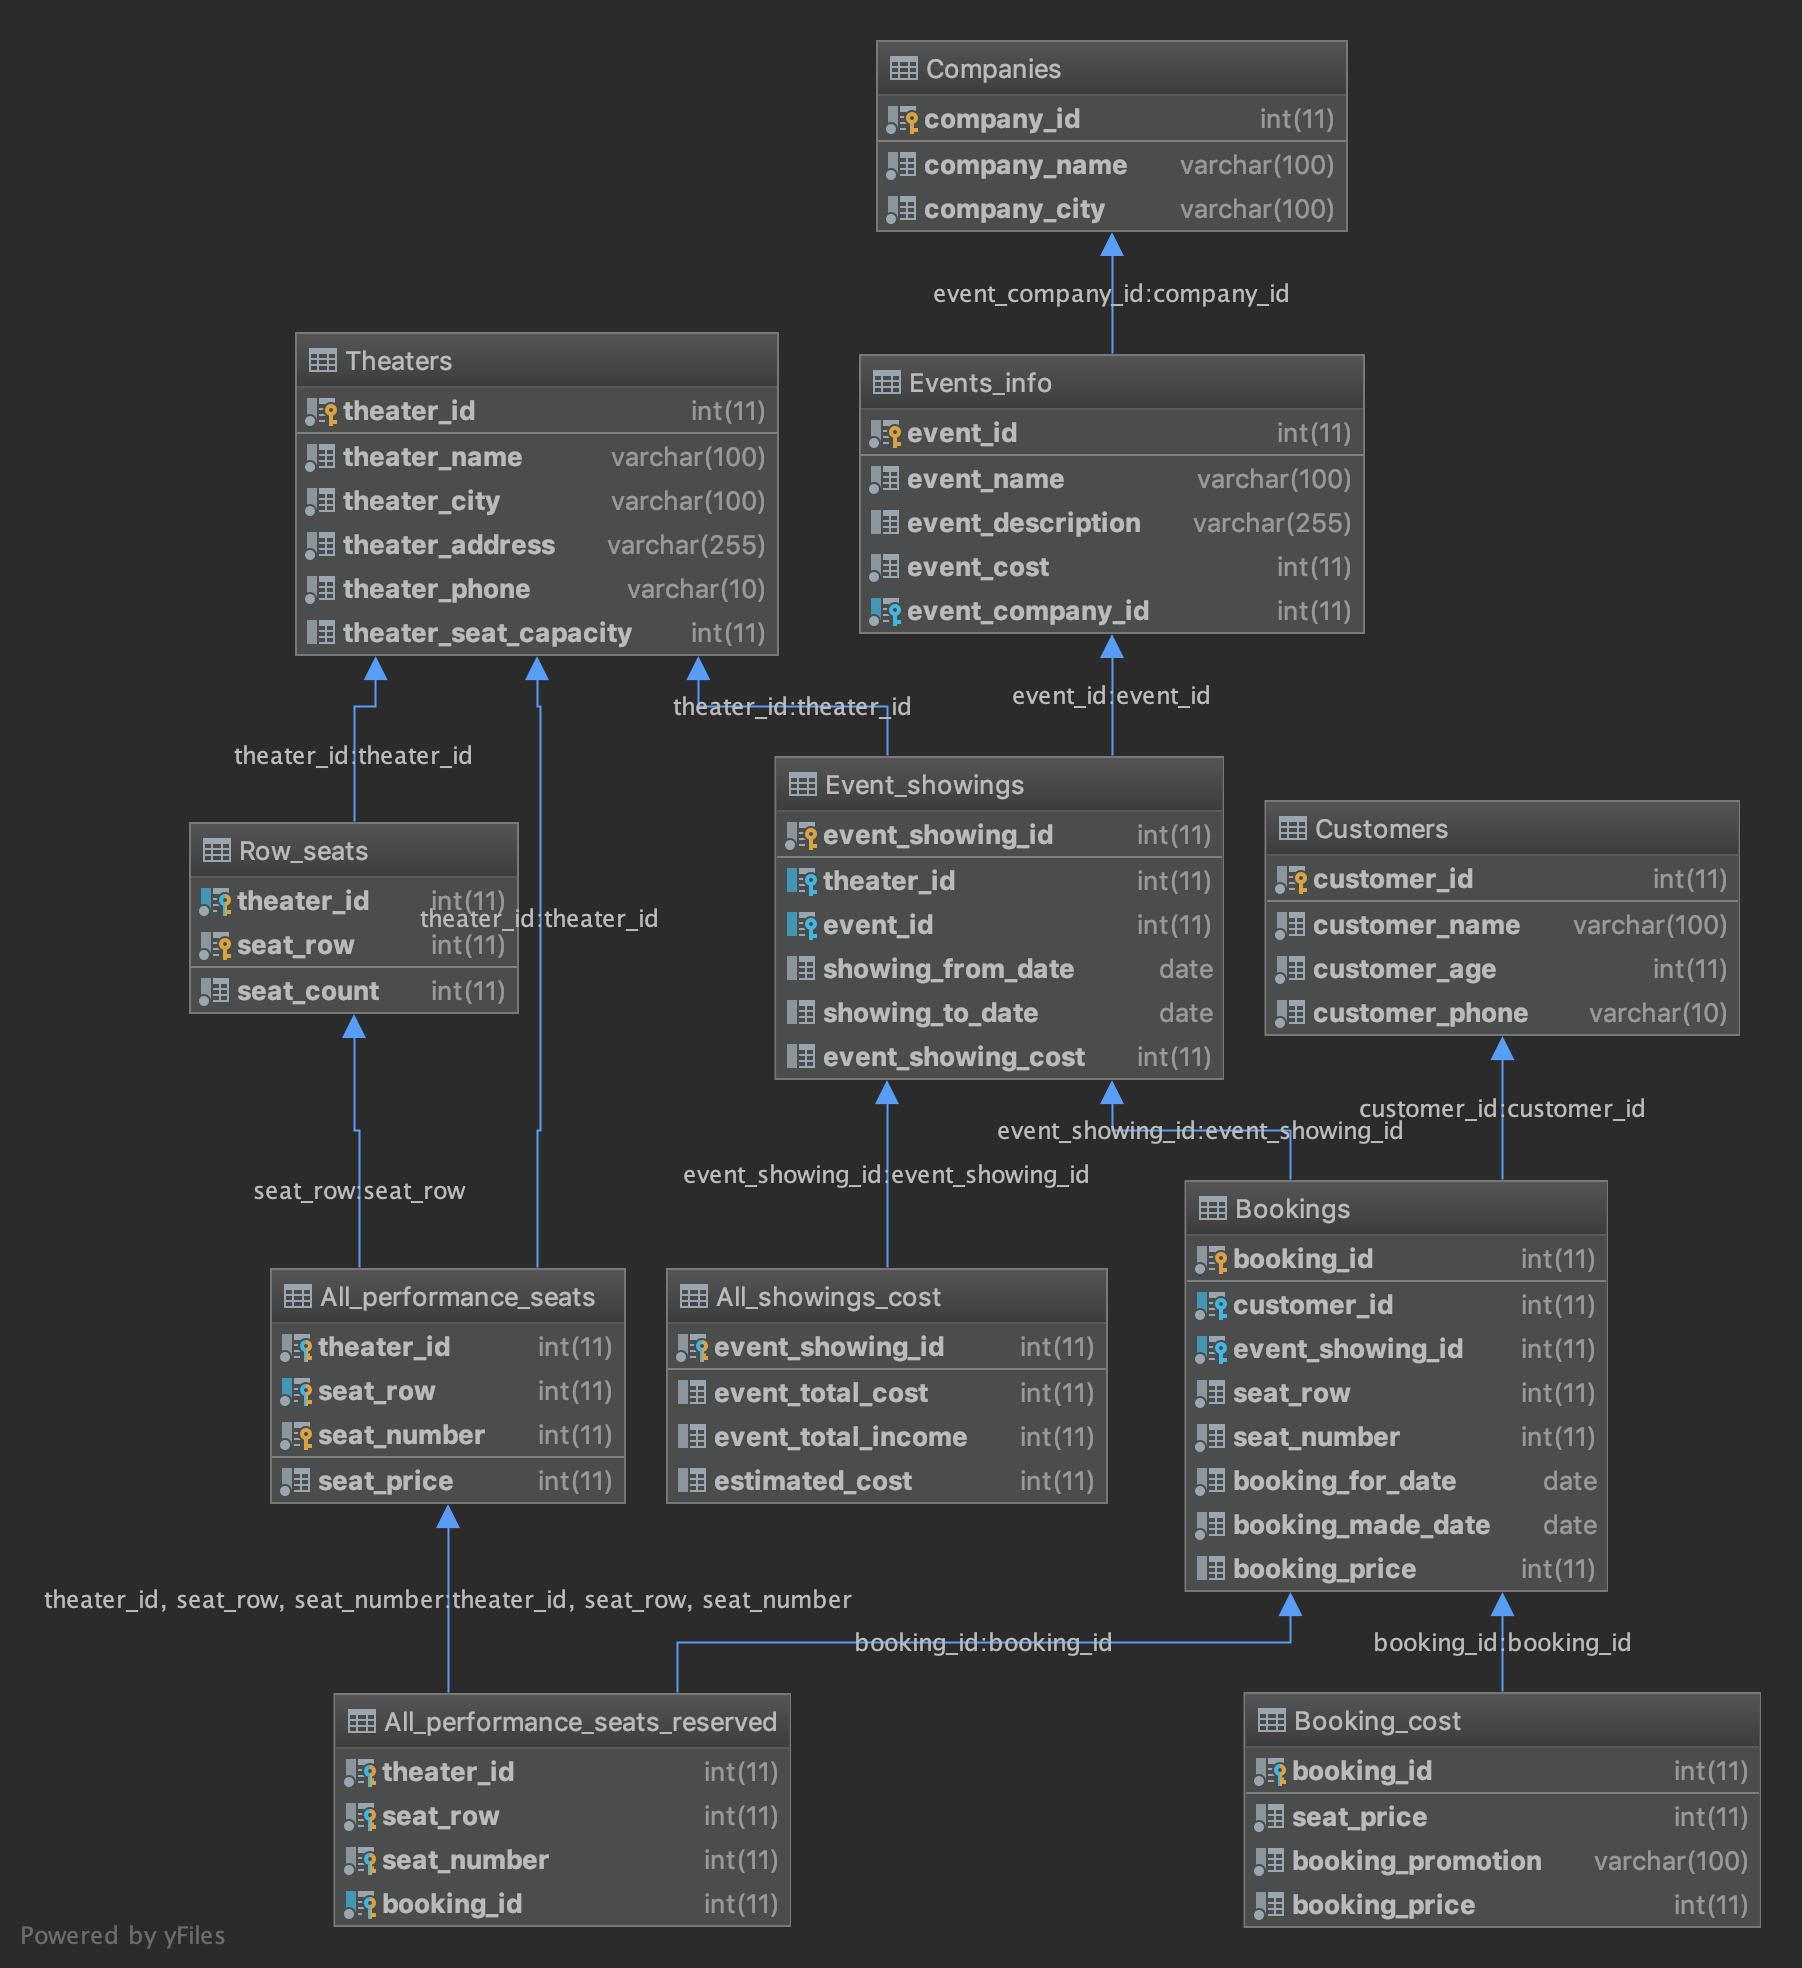 Companies
company_id int(11)
company_name varchar(100)
company_city varchar(100)
event_company_id:company_id
Theaters
theater_id int(11)
theater_name varchar(100)
theater_city varchar(100)
theater_address varchar(255)
theater_phone varchar(10)
theater_seat_capacity int(11)
Events_info
event_id int(11)
event_name varchar(100)
event_description varchar(255)
event_cost int(11)
event_company_id int(11)
theater_id:theater_id
event_id:event_id
theater_id:theater_id
Row_seats
theater_id int(11)
seat_row int(11)
seat_count int(11)
theater_id:theater_id
Event_showings
event_showing_id int(11)
theater_id int(11)
event_id int(11)
showing_from_date date
showing_to_date date
event_showing_cost int(11)
Customers
customer_id int(11)
customer_name varchar(100)
customer_age int(11)
customer_phone varchar(10)
customer_id:customer_id
event_showing_id:event_showing_id
event_showing_id:event_showing_id
seat_row:seat_row
All_performance_seats
theater_id int(11)
seat_row int(11)
seat_number int(11)
seat_price int(11)
All_showings_cost
event_showing_id int(11)
event_total_cost int(11)
event_total_income int(11)
estimated_cost int(11)
Bookings
booking_id int(11)
customer_id int(11)
event_showing_id int(11)
seat_row int(11)
seat_number int(11)
booking_for_date date
booking_made_date date
booking_price int(11)
theater_id, seat_row, seat_number:theater_id, seat_row, seat_number
booking_id:booking_id
booking_id:booking_id
All_performance_seats_reserved
theater_id int(11)
seat_row int(11)
seat_number int(11)
booking_id int(11)
Booking_cost
booking_id int(11)
seat_price int(11)
booking_promotion varchar(100)
booking_price int(11)
Powered by yFiles